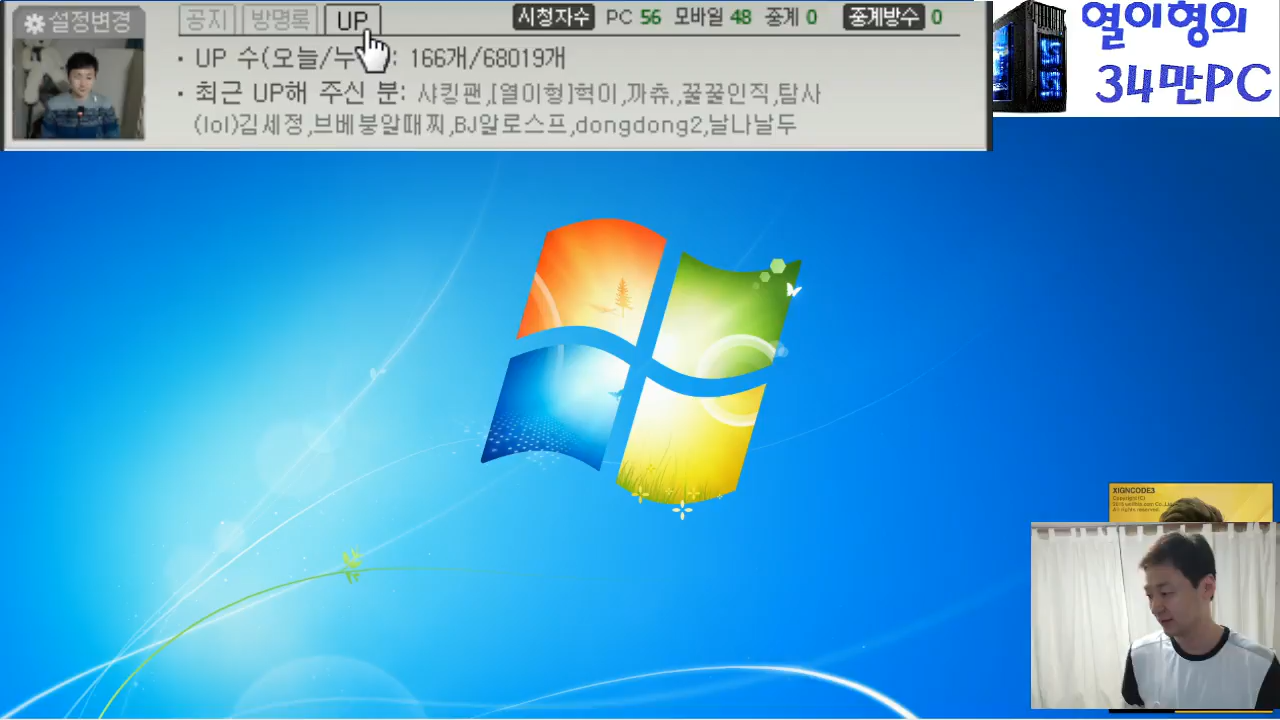 설정변경
공지 방명록 UP
시청자수 PC 56 모바일 48 중계 0 중계방수 0
UP 수(오늘/누 : 166개/68019개
최근 UP해 주신 분: 샤킹팬,[열이형]혁이,까츄.,꿀꿀인직,탐사
(lol)김세정,브베붕알때찌,BJ알로스프,dongdong2,날나날두
열이형의
34만PC
XIGNCODE3
Copyright (C)
All rights reserved.